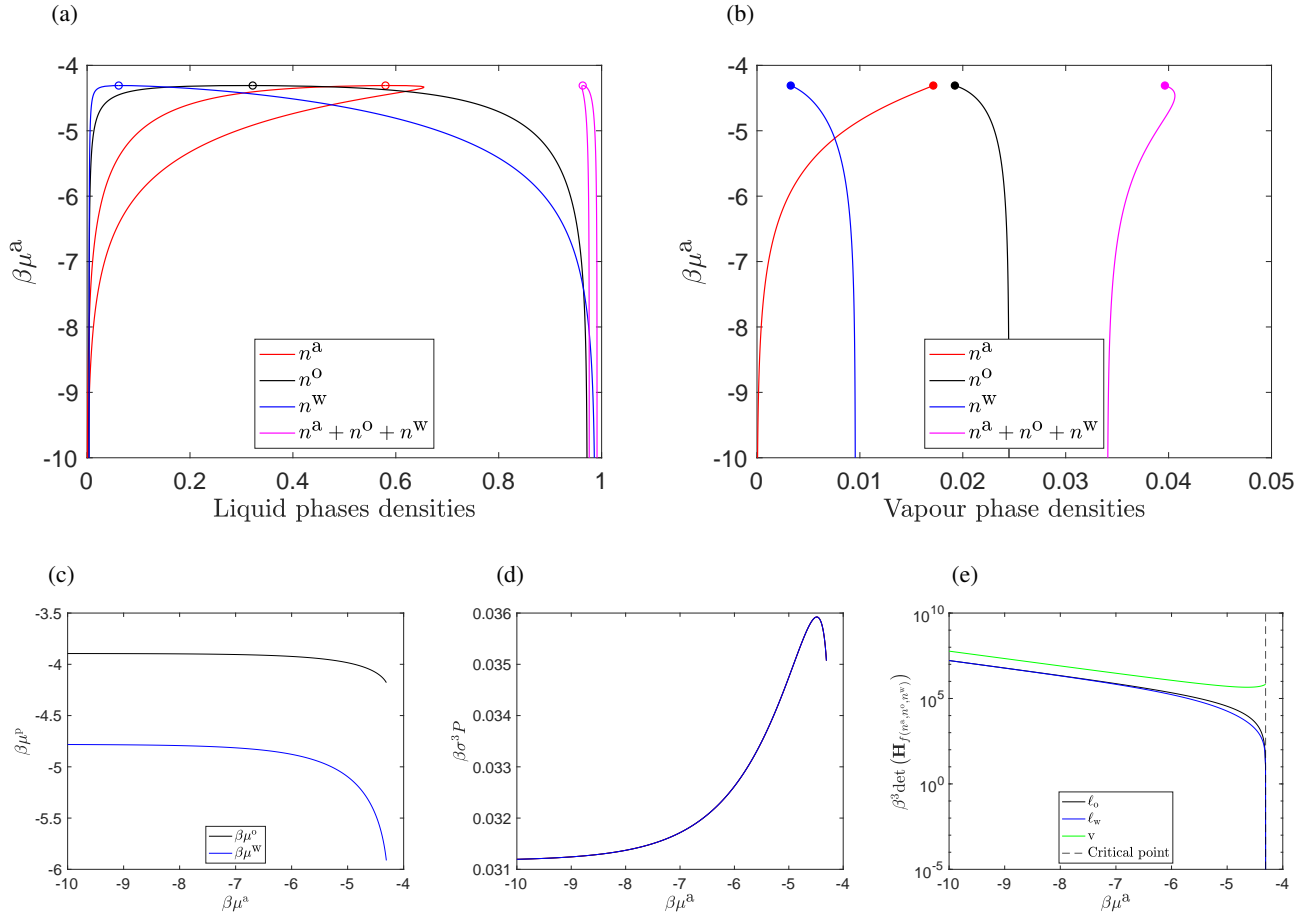 (a)
-4
-5
-6
-7
-8
-9
-10
βμᵃ
nᵃ
nᵒ
nʷ
nᵃ + nᵒ + nʷ
0 0.2 0.4 0.6 0.8 1
Liquid phases densities
(b)
-4
-5
-6
-7
-8
-9
-10
βμᵃ
nᵃ
nᵒ
nʷ
nᵃ + nᵒ + nʷ
0 0.01 0.02 0.03 0.04 0.05
Vapour phase densities
(c)
-3.5
-4
-4.5
-5
-5.5
-6
βμᵖ
βμᵒ
βμʷ
-10 -9 -8 -7 -6 -5 -4
βμᵃ
(d)
0.036
0.035
0.034
0.033
0.032
0.031
βσ³P
-10 -9 -8 -7 -6 -5 -4
βμᵃ
(e)
10¹⁰
10⁵
10⁰
10⁻⁵
β³det (H_f(nᵃ,nᵒ,nʷ))
ℓₒ
ℓ_w
v
Critical point
-10 -9 -8 -7 -6 -5 -4
βμᵃ